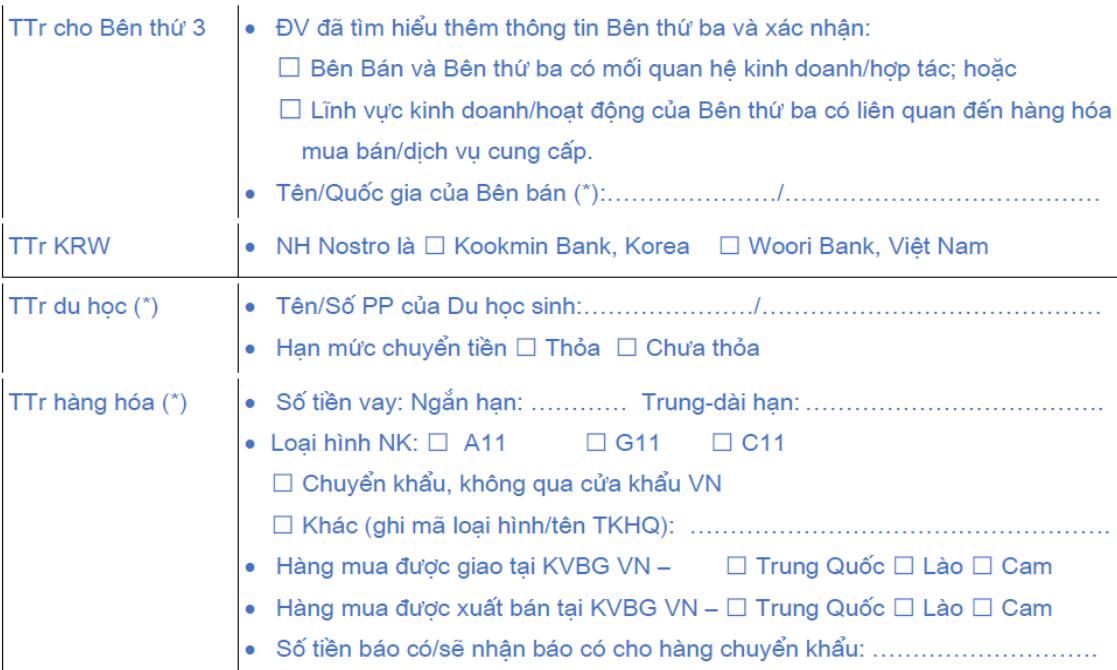 TTr cho Bên thứ 3
• ĐV đã tìm hiểu thêm thông tin Bên thứ ba và xác nhận:
☐ Bên Bán và Bên thứ ba có mối quan hệ kinh doanh/hợp tác; hoặc
☐ Lĩnh vực kinh doanh/hoạt động của Bên thứ ba có liên quan đến hàng hóa
mua bán/dịch vụ cung cấp.
• Tên/Quốc gia của Bên bán (*):…………………/…………………………………
TTr KRW
• NH Nostro là ☐ Kookmin Bank, Korea ☐ Woori Bank, Việt Nam
TTr du học (*)
• Tên/Số PP của Du học sinh:…………………/……………………………………
• Hạn mức chuyển tiền ☐ Thỏa ☐ Chưa thỏa
TTr hàng hóa (*)
• Số tiền vay: Ngắn hạn: ………… Trung-dài hạn: ……………………………….
• Loại hình NK: ☐ A11 ☐ G11 ☐ C11
☐ Chuyển khẩu, không qua cửa khẩu VN
☐ Khác (ghi mã loại hình/tên TKHQ): ……………………………………………
• Hàng mua được giao tại KVBG VN – ☐ Trung Quốc ☐ Lào ☐ Cam
• Hàng mua được xuất bán tại KVBG VN – ☐ Trung Quốc ☐ Lào ☐ Cam
• Số tiền báo có/sẽ nhận báo có cho hàng chuyển khẩu: ……………………….